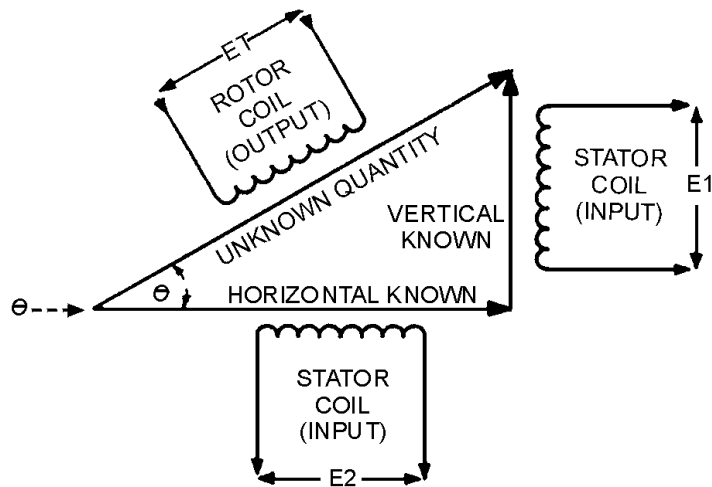 ET
ROTOR
COIL
(OUTPUT)
UNKNOWN QUANTITY
VERTICAL
KNOWN
STATOR
COIL
(INPUT)
E1
θ
θ
HORIZONTAL KNOWN
STATOR
COIL
(INPUT)
E2